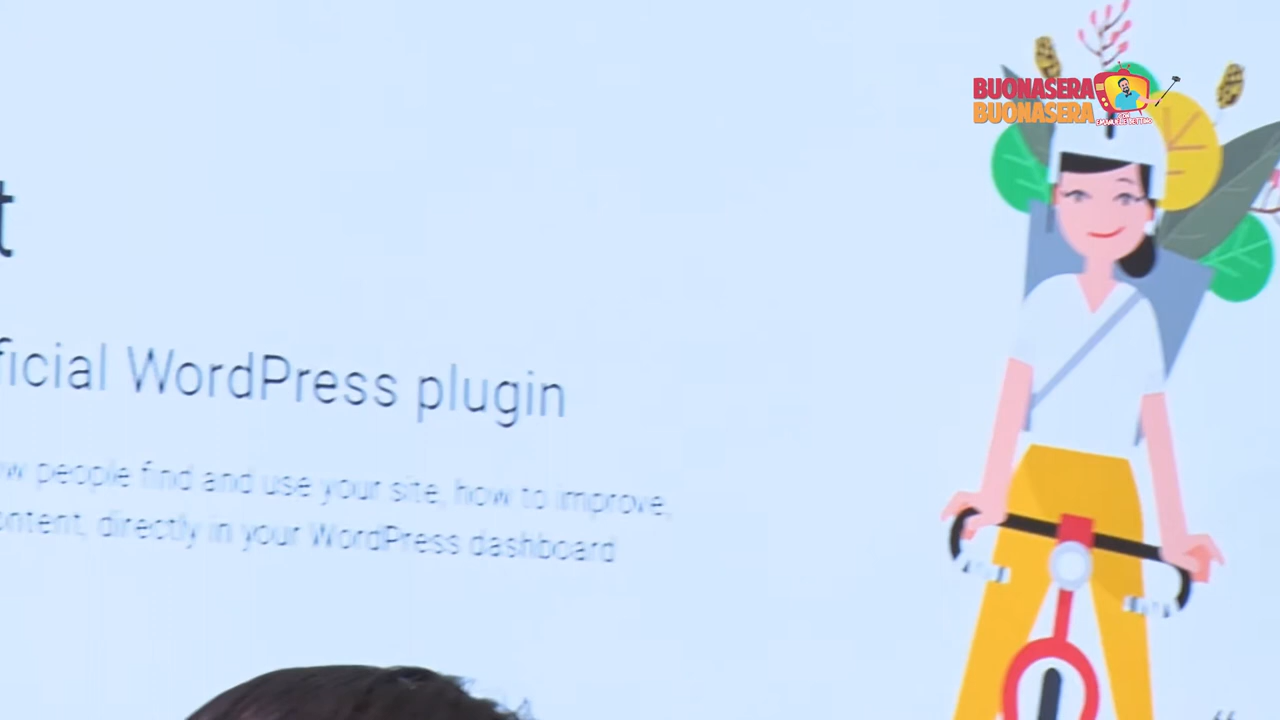 BUONASERA
BUONASERA
t
ficial WordPress plugin
ow people find and use your site, how to improve,
ontent, directly in your WordPress dashboard